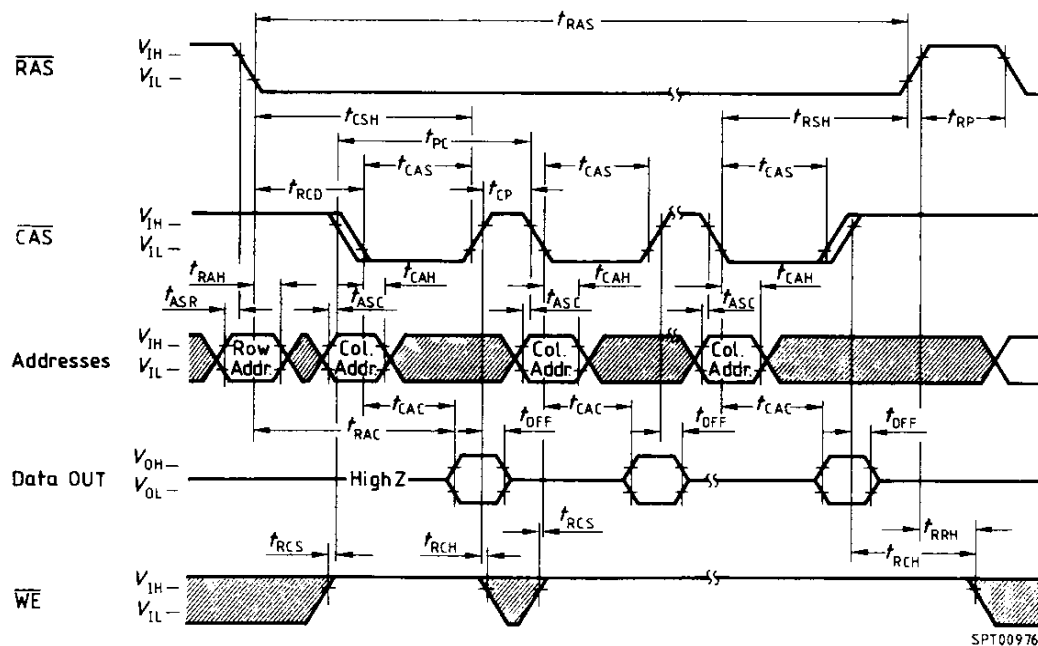 tRAS
VIH
RAS
VIL
tCSH
tRSH
tRP
tPC
tCAS
tCAS
tCAS
tRCD
tCP
VIH
CAS
VIL
tRAH
tCAH
tCAH
tCAH
tASR
tASC
tASC
tASC
VIH
Addresses
VIL
Row Addr.
Col. Addr.
Col. Addr
Col. Addr
tCAC
tCAC
tCAC
tOFF
tOFF
tOFF
tRAC
VOH
Data OUT
VOL
High Z
tRCS
tRRH
tRCS
tRCH
tRCH
VIH
WE
VIL
SPT00976